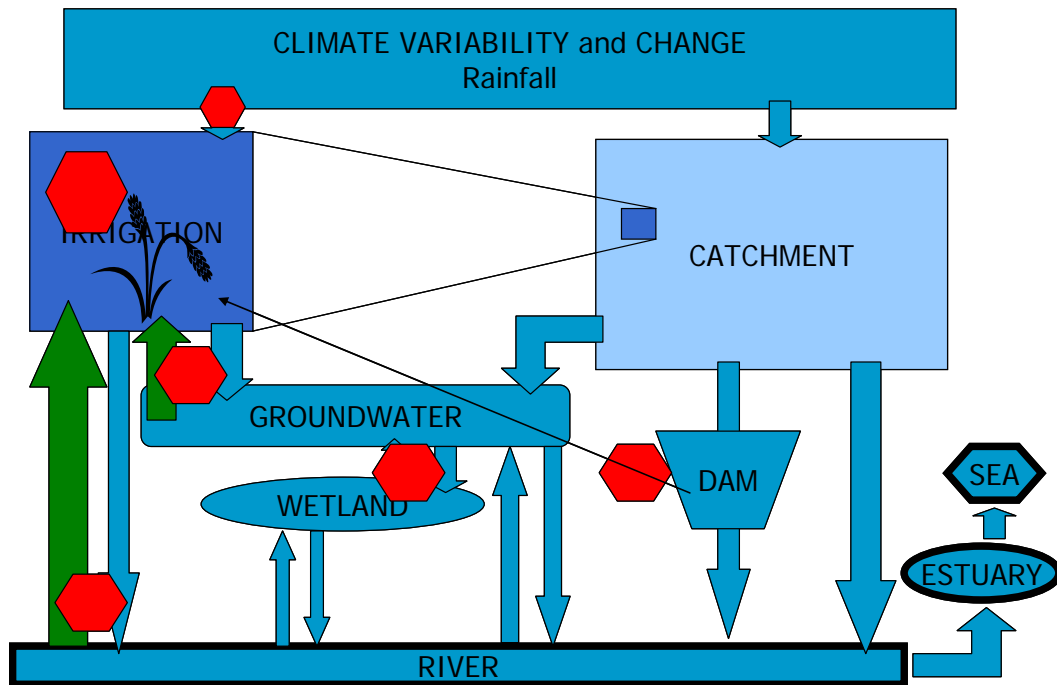 CLIMATE VARIABILITY and CHANGE
Rainfall
IRRIGATION
CATCHMENT
GROUNDWATER
DAM
SEA
WETLAND
ESTUARY
RIVER